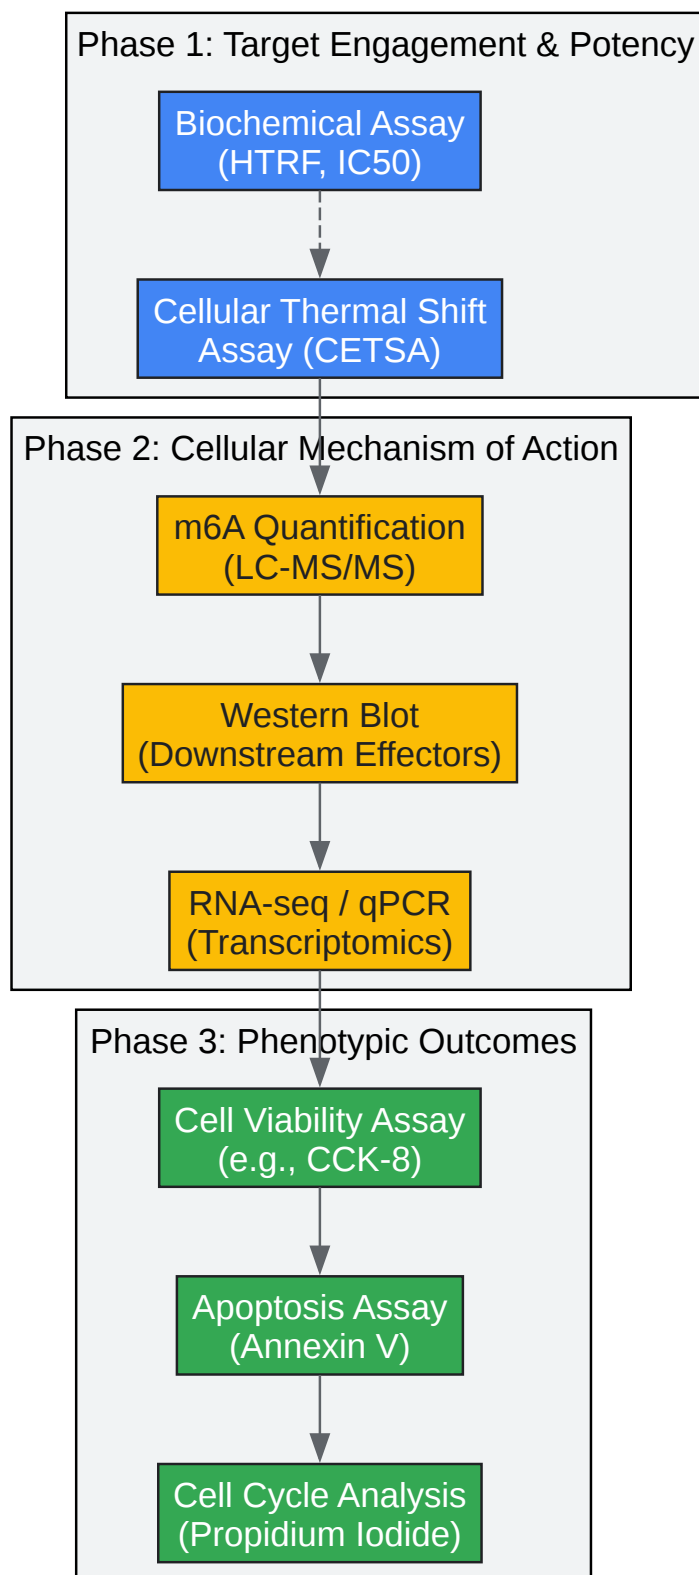 Phase 1: Target Engagement & Potency
Biochemical Assay
(HTRF, IC50)
Cellular Thermal Shift
Assay (CETSA)
Phase 2: Cellular Mechanism of Action
m6A Quantification
(LC-MS/MS)
Western Blot
(Downstream Effectors)
RNA-seq / qPCR
(Transcriptomics)
Phase 3: Phenotypic Outcomes
Cell Viability Assay
(e.g., CCK-8)
Apoptosis Assay
(Annexin V)
Cell Cycle Analysis
(Propidium Iodide)